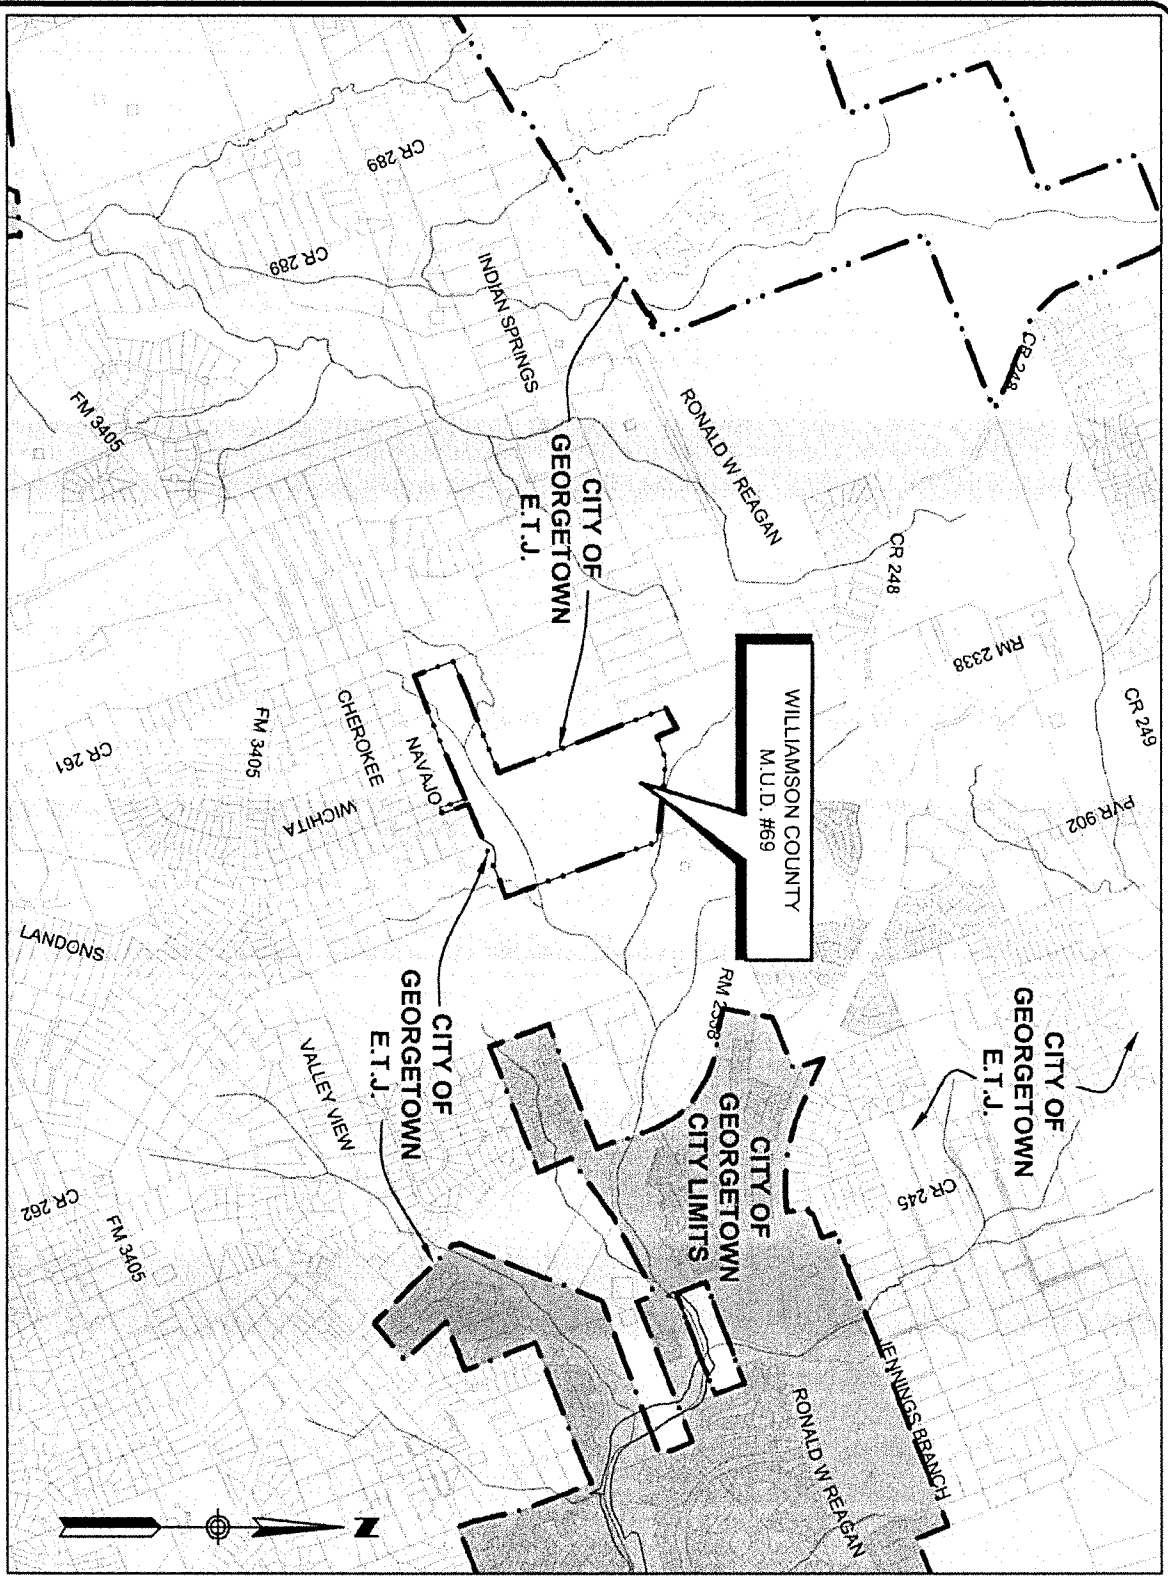 CR 289
CR 289
INDIAN SPRINGS
FM 3405
CR 248
RONALD W REAGAN
CITY OF
GEORGETOWN
E.T.J.
CR 248
RM 2338
CR 249
PVR 902
WILLIAMSON COUNTY
M.U.D. #69
CHEROKEE
NAVAJO
FM 3405
CR 261
WICHITA
LANDONS
RM 2338
CITY OF
GEORGETOWN
E.T.J.
CITY OF
GEORGETOWN
E.T.J.
VALLEY VIEW
CITY OF
GEORGETOWN
CITY LIMITS
CR 245
CR 262
FM 3405
JENNINGS BRANCH
RONALD W REAGAN
N